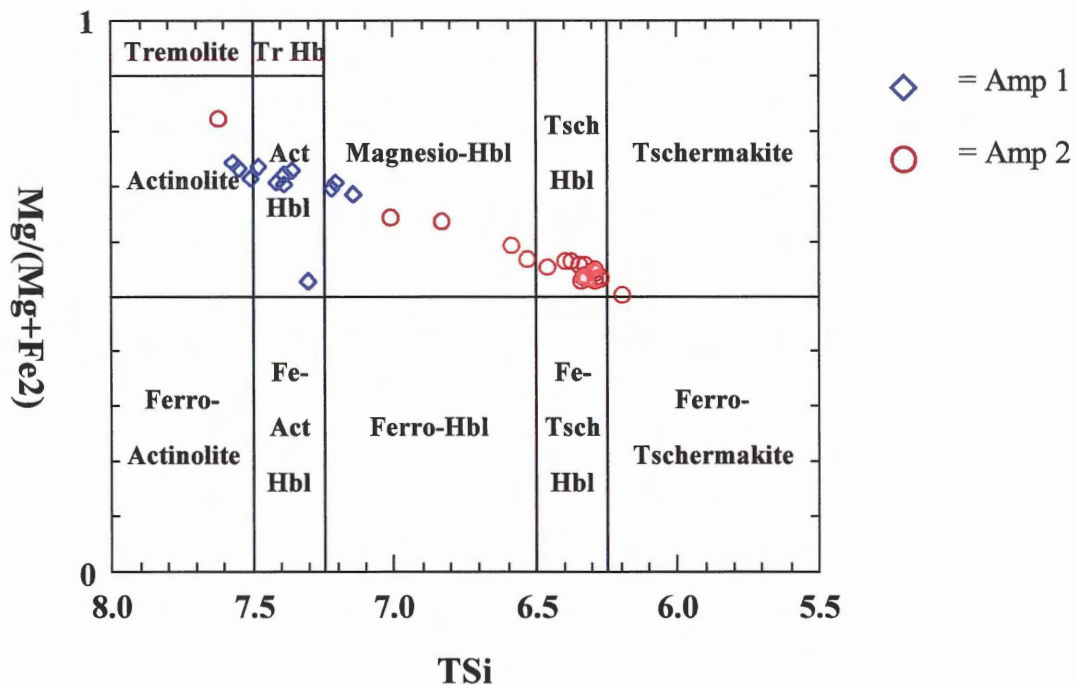 1
Mg/(Mg+Fe2)
0
Tremolite
Tr Hb
Actinolite
Act
Hbl
Magnesio-Hbl
Tsch
Hbl
Tschermakite
Ferro-
Actinolite
Fe-
Act
Hbl
Ferro-Hbl
Fe-
Tsch
Hbl
Ferro-
Tschermakite
8.0 7.5 7.0 6.5 6.0 5.5
TSi
= Amp 1
= Amp 2